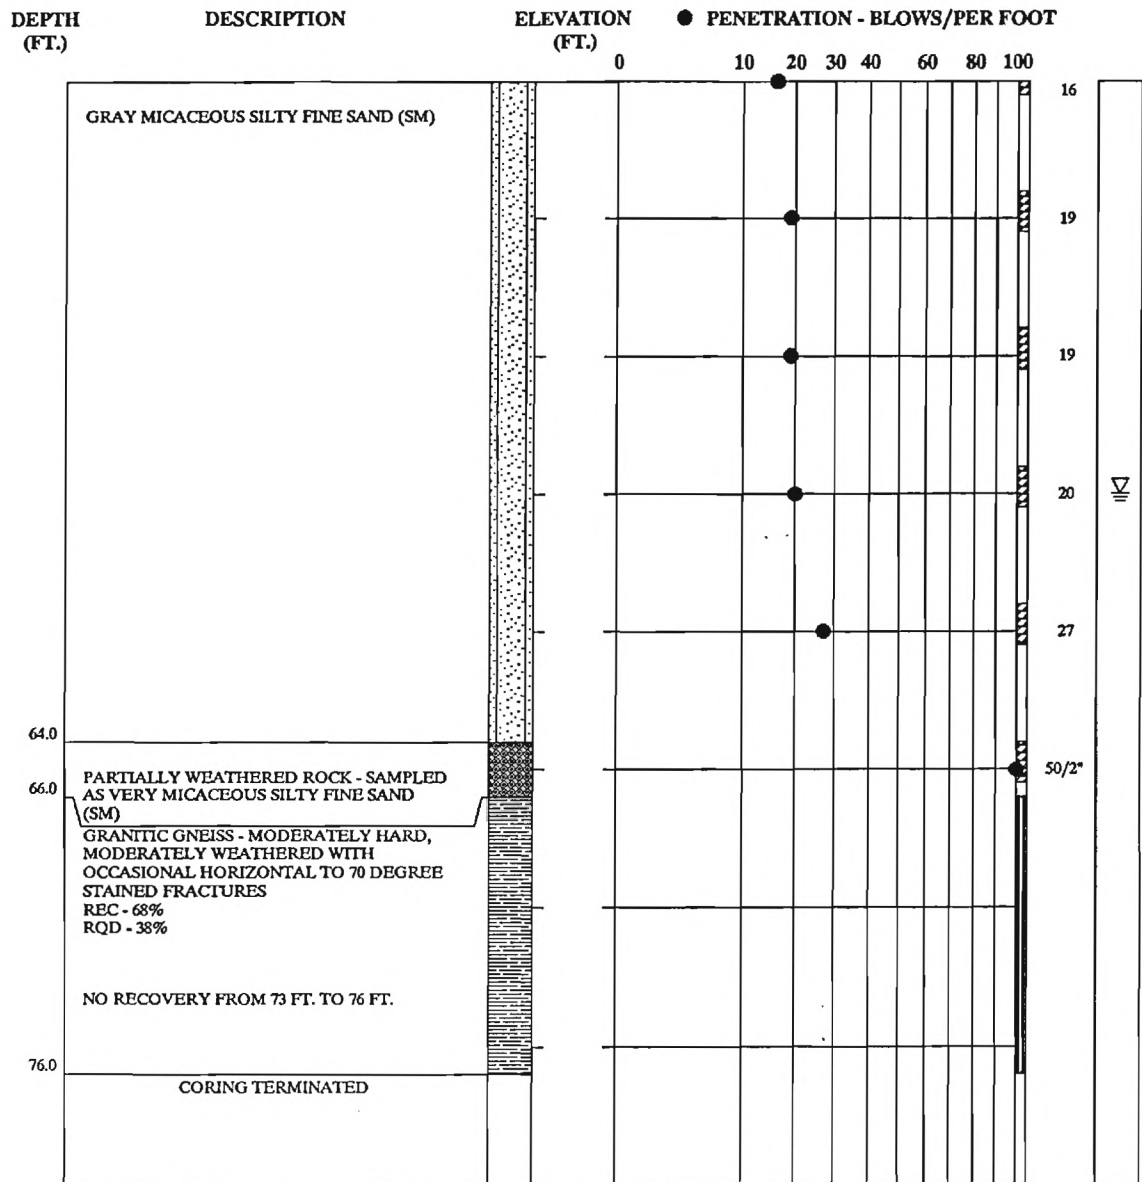 DEPTH (FT.) DESCRIPTION ELEVATION (FT.) ● PENETRATION - BLOWS/PER FOOT
0 10 20 30 40 60 80 100
16
GRAY MICACEOUS SILTY FINE SAND (SM)
19
19
20
27
64.0
50/2"
PARTIALLY WEATHERED ROCK - SAMPLED
66.0
AS VERY MICACEOUS SILTY FINE SAND
(SM)
GRANITIC GNEISS - MODERATELY HARD,
MODERATELY WEATHERED WITH
OCCASIONAL HORIZONTAL TO 70 DEGREE
STAINED FRACTURES
REC - 68%
RQD - 38%
NO RECOVERY FROM 73 FT. TO 76 FT.
76.0
CORING TERMINATED